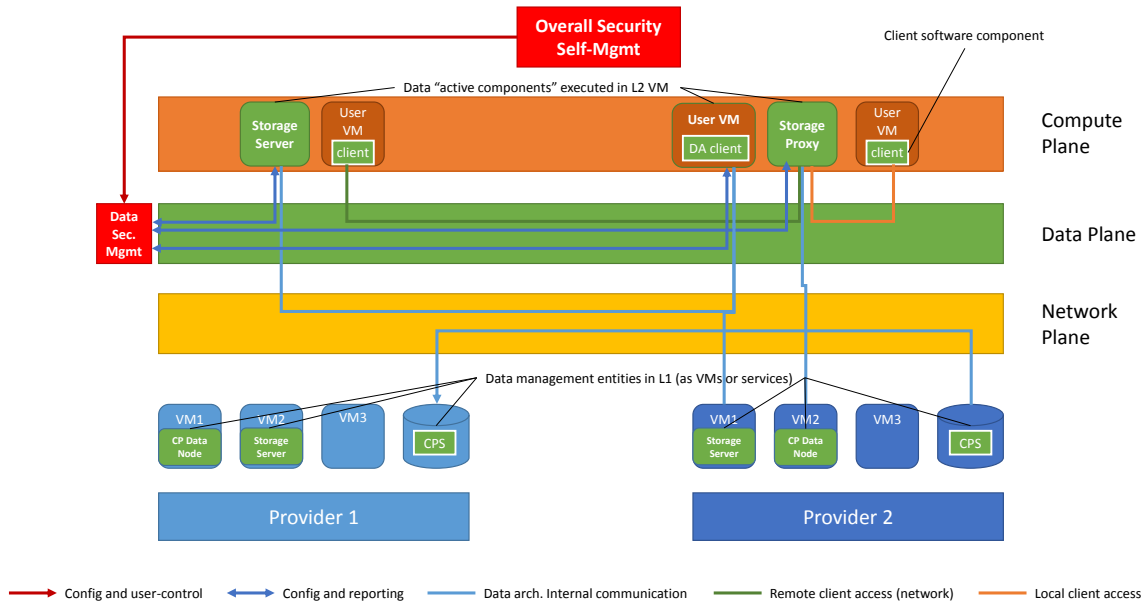 Overall Security
Self-Mgmt
Client software component
Data “active components” executed in L2 VM
Storage
Server
User
VM
client
User VM
DA client
Storage
Proxy
User
VM
client
Compute
Plane
Data
Sec.
Mgmt
Data Plane
Network
Plane
Data management entities in L1 (as VMs or services)
VM1
CP Data
Node
VM2
Storage
Server
VM3
CPS
VM1
Storage
Server
VM2
CP Data
Node
VM3
CPS
Provider 1
Provider 2
Config and user-control
Config and reporting
Data arch. Internal communication
Remote client access (network)
Local client access